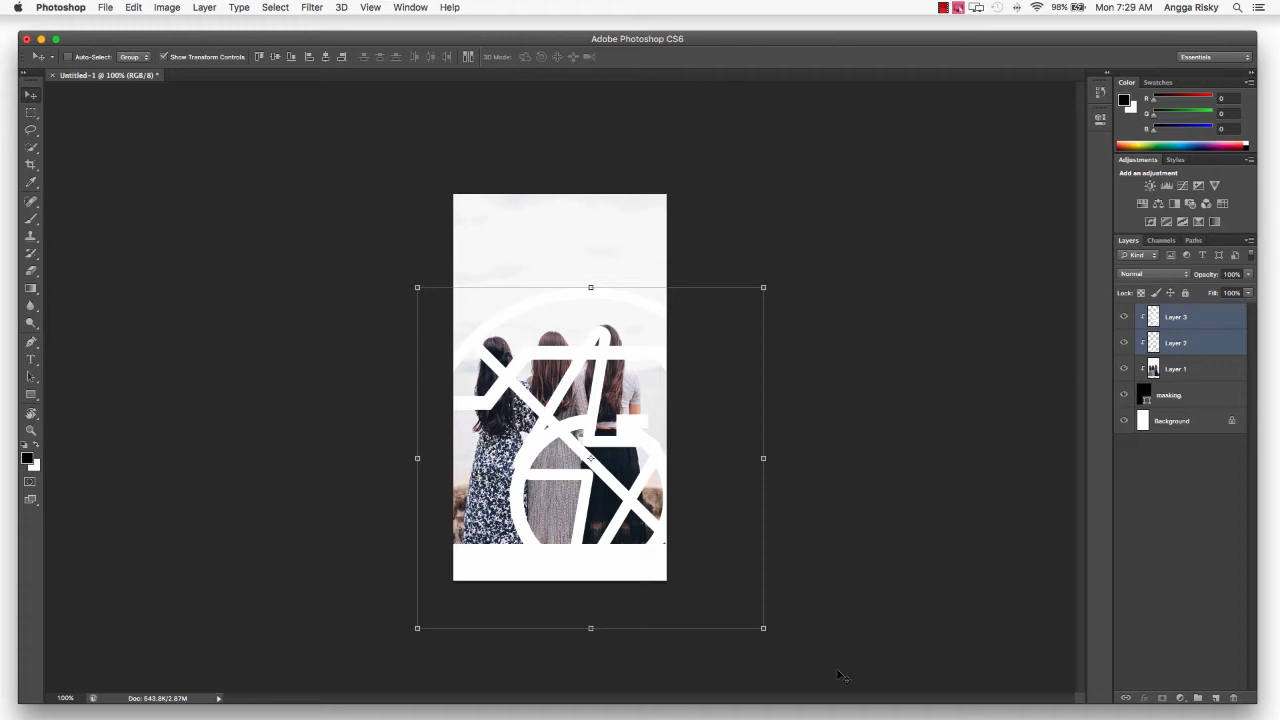 Photoshop File Edit Image Layer Type Select Filter 3D View Window Help 98% Mon 7:29 AM Angga Risky
Adobe Photoshop CS6
Auto-Select: Group Show Transform Controls 3D Mode: Essentials
Untitled-1 @ 100% (RGB/8) *
Color Swatches
R 0
G 0
B 0
Adjustments Styles
Add an adjustment
Layers Channels Paths
Kind
Normal Opacity: 100%
Lock: Fill: 100%
Layer 3
Layer 2
Layer 1
masking.
Background
100% Doc: 643.8K/2.87M